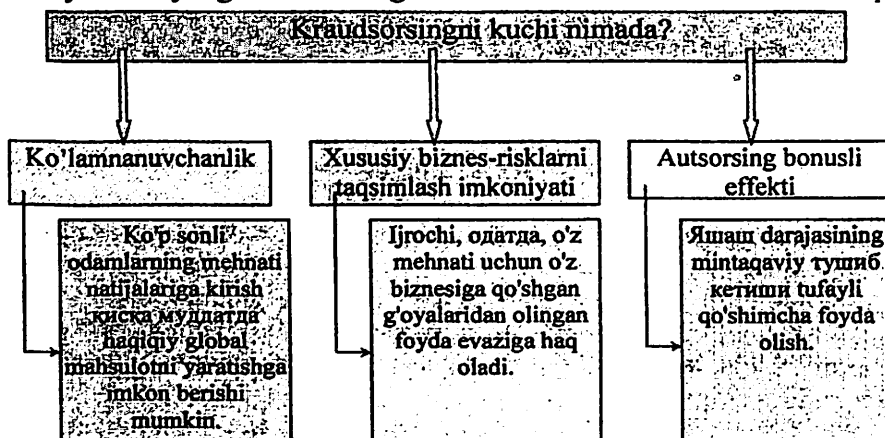 Kraudsorsingni kuchi nimada?
Ko'lamnanuvchanlik
Xususiy biznes-risklarni
taqsimlash imkoniyati
Autsorsing bonusli
effekti
Ko'p sonli
odamlarning mehnati
natijalariga kirish
киска муддатда
haqiqiy global
mahsulotni yaratishga
imkon berishi
mumkin.
Ijrochi, одатда, o'z
mehnati uchun o'z
biznesiga qo'shgan
g'oyalaridan olingan
foyda evaziga haq
oladi.
Яшаш darajasining
mintaqaviy тушиб
кетиши tufayli
qo'shimcha foyda
olish.